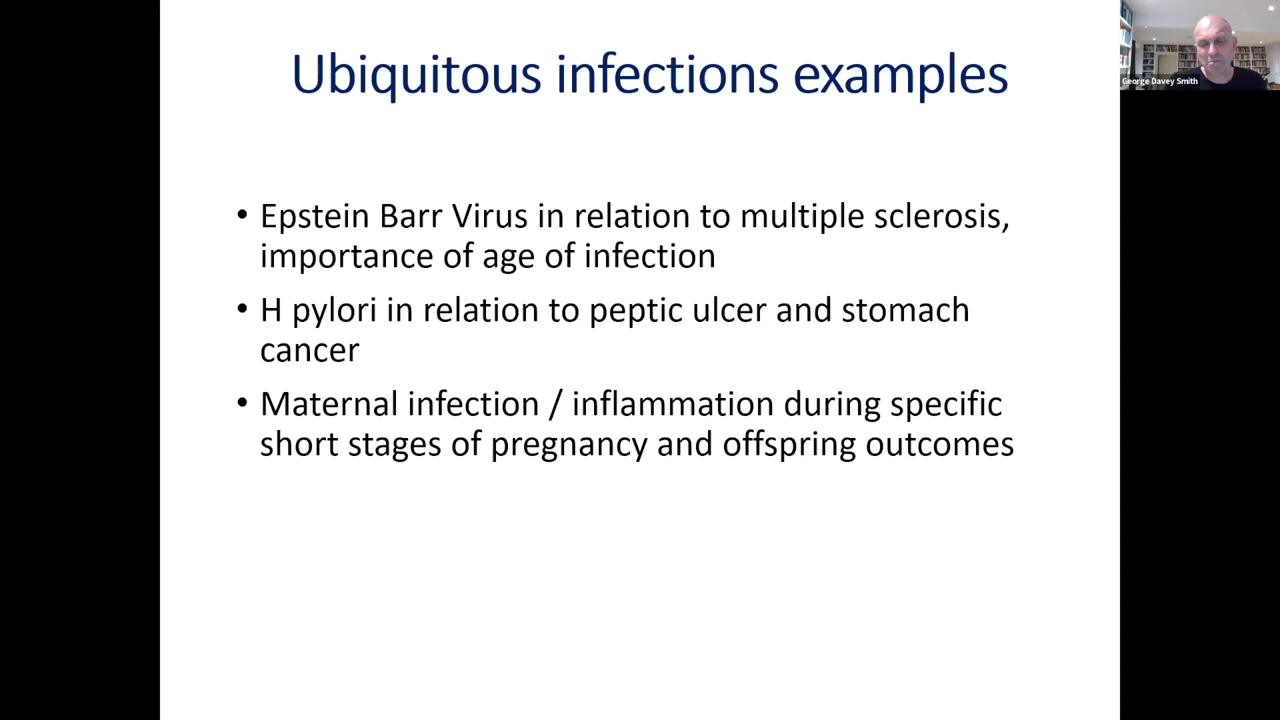 Ubiquitous infections examples
George Davey Smith
• Epstein Barr Virus in relation to multiple sclerosis,
importance of age of infection
• H pylori in relation to peptic ulcer and stomach
cancer
• Maternal infection / inflammation during specific
short stages of pregnancy and offspring outcomes